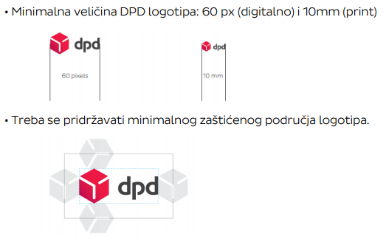 • Minimalna veličina DPD logotipa: 60 px (digitalno) i 10mm (print)
dpd dpd
60 pixels 10 mm
• Treba se pridržavati minimalnog zaštićenog područja logotipa.
dpd